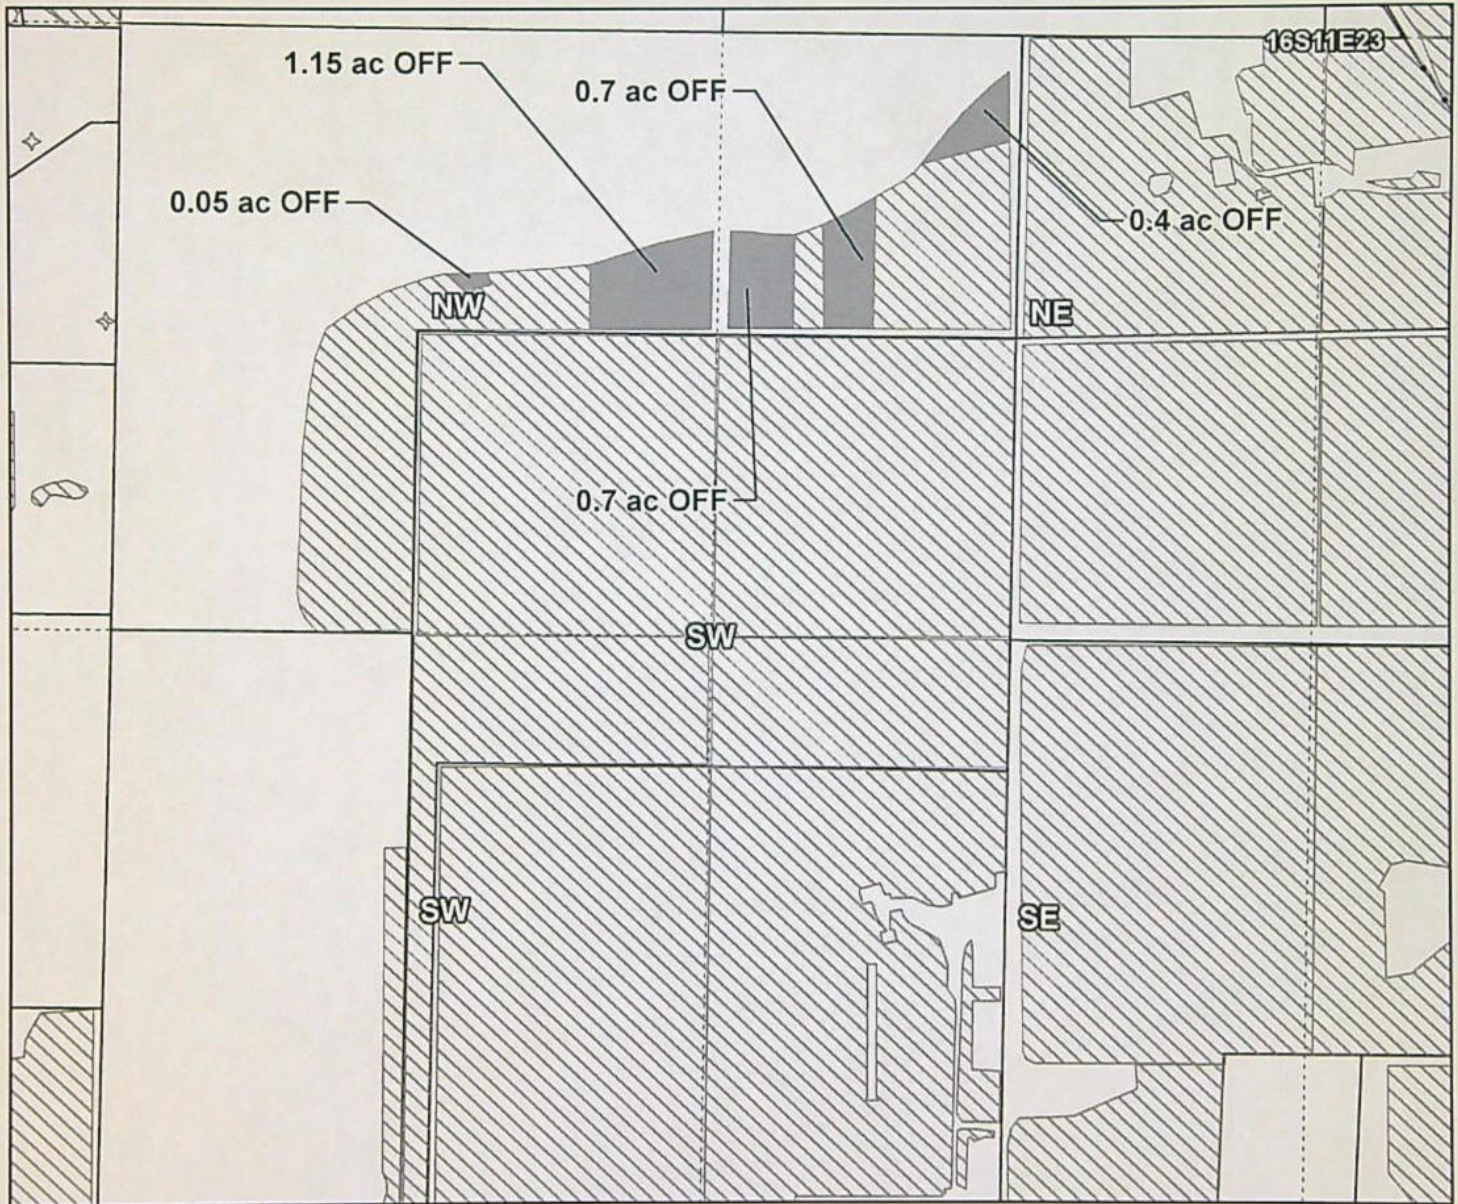 16S11E23
1.15 ac OFF
0.7 ac OFF
0.05 ac OFF
0.4 ac OFF
NW
NE
0.7 ac OFF
SW
SW
SE